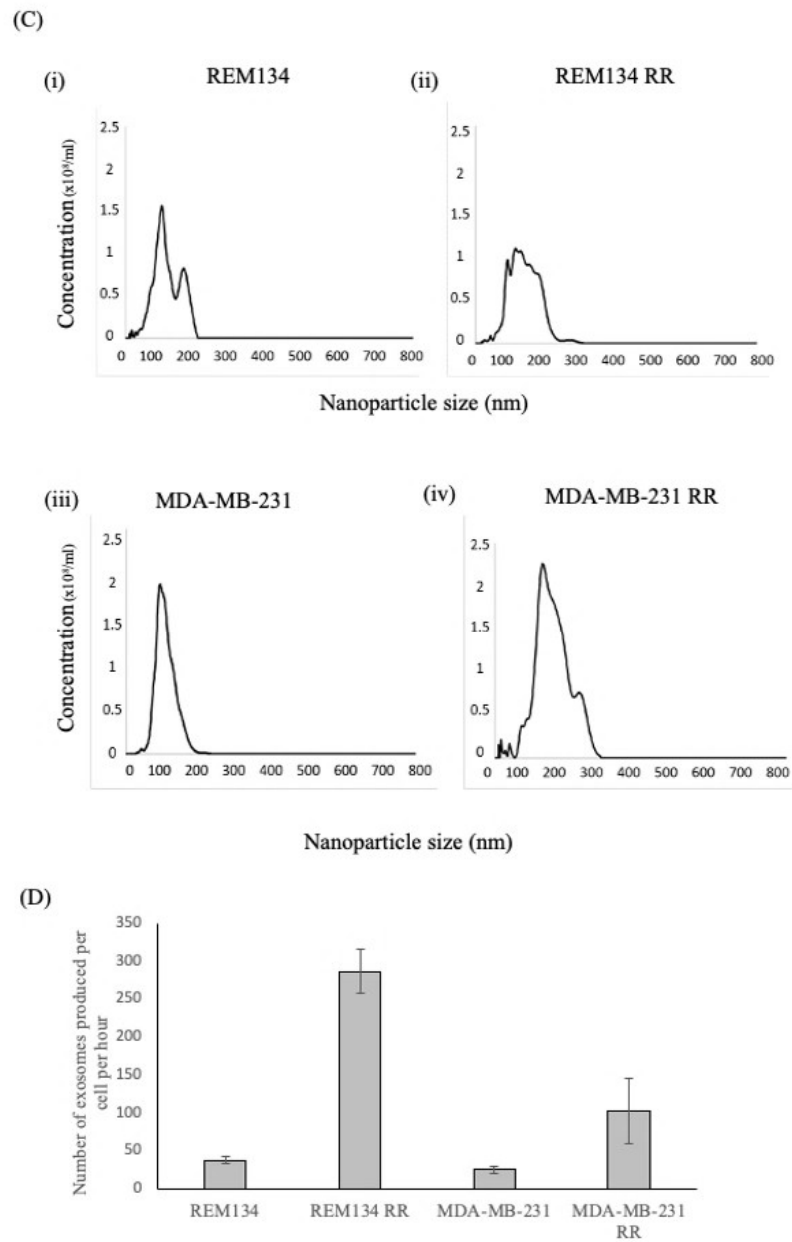 (C)
(i) REM134 (ii) REM134 RR
Concentration (x10⁸/ml)
2.5
2
1.5
1
0.5
0
0 100 200 300 400 500 600 700 800
2.5
2
1.5
1
0.5
0
0 100 200 300 400 500 600 700 800
Nanoparticle size (nm)
(iii) MDA-MB-231 (iv) MDA-MB-231 RR
Concentration (x10⁸/ml)
2.5
2
1.5
1
0.5
0
0 100 200 300 400 500 600 700 800
2.5
2
1.5
1
0.5
0
0 100 200 300 400 500 600 700 800
Nanoparticle size (nm)
(D)
Number of exosomes produced per
cell per hour
350
300
250
200
150
100
50
0
REM134 REM134 RR MDA-MB-231 MDA-MB-231
RR